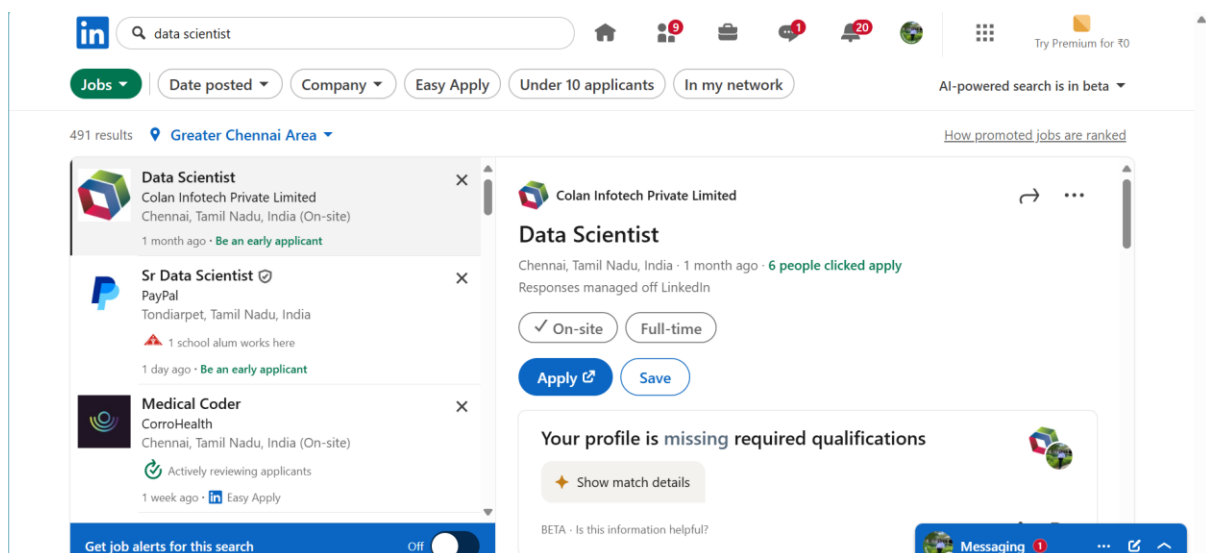 in
data scientist
9
1
20
Try Premium for ₹0
Jobs
Date posted
Company
Easy Apply
Under 10 applicants
In my network
AI-powered search is in beta
491 results
Greater Chennai Area
How promoted jobs are ranked
Data Scientist
Colan Infotech Private Limited
Chennai, Tamil Nadu, India (On-site)
1 month ago · Be an early applicant
Sr Data Scientist
PayPal
Tondiarpet, Tamil Nadu, India
1 school alum works here
1 day ago · Be an early applicant
Medical Coder
CorroHealth
Chennai, Tamil Nadu, India (On-site)
Actively reviewing applicants
1 week ago · in Easy Apply
Get job alerts for this search
Off
Colan Infotech Private Limited
Data Scientist
Chennai, Tamil Nadu, India · 1 month ago · 6 people clicked apply
Responses managed off LinkedIn
On-site
Full-time
Apply
Save
Your profile is missing required qualifications
Show match details
BETA · Is this information helpful?
Messaging 1